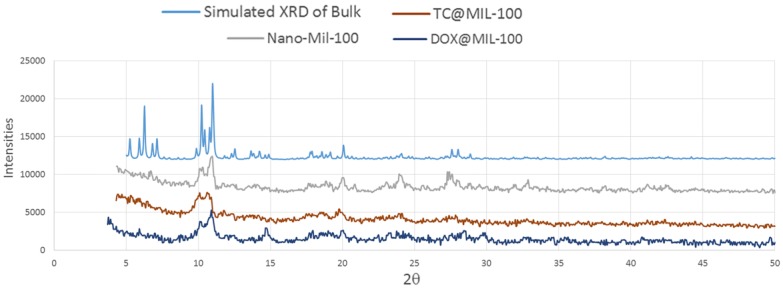 Simulated XRD of Bulk TC@MIL-100
Nano-Mil-100 DOX@MIL-100
25000
20000
15000
10000
5000
0
Intensities
0 5 10 15 20 25 30 35 40 45 50
2θ